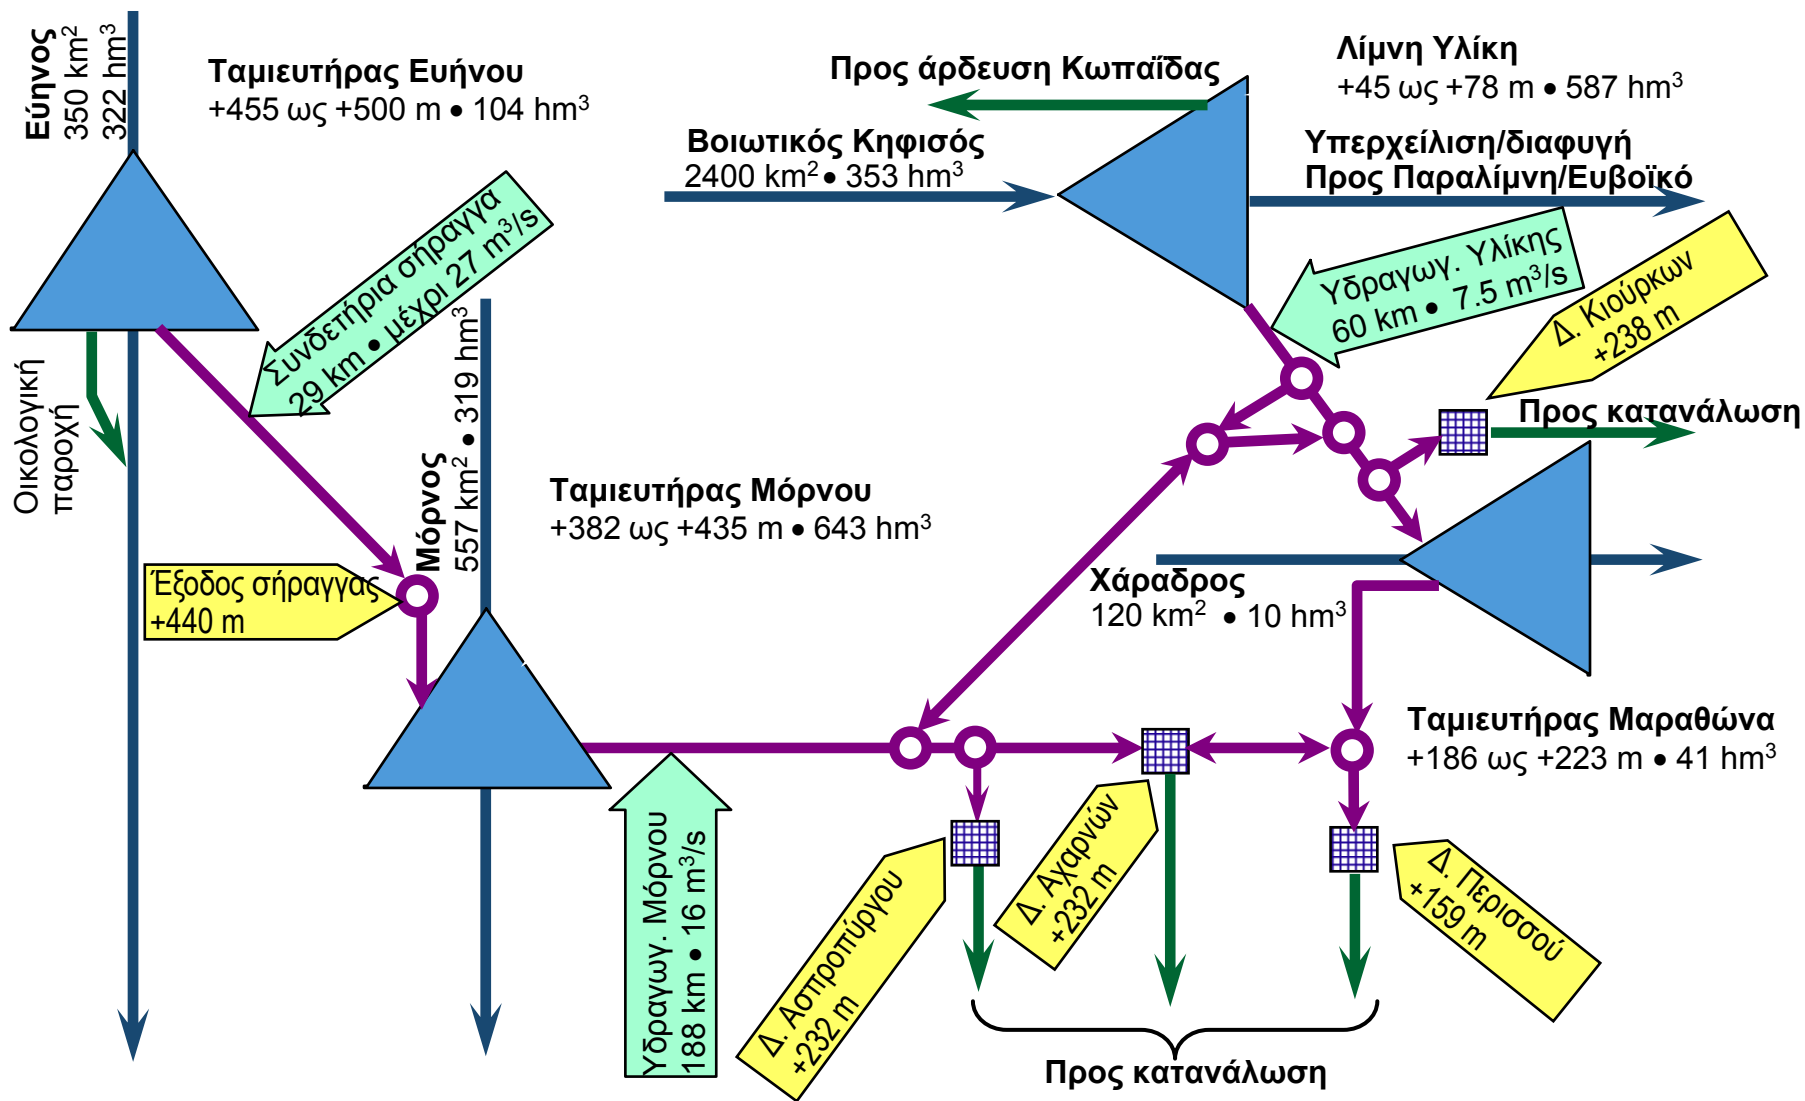 Εύηνος
350 km²
322 hm³
Ταμιευτήρας Ευήνου
+455 ως +500 m • 104 hm³
Προς άρδευση Κωπαΐδας
Λίμνη Υλίκη
+45 ως +78 m • 587 hm³
Βοιωτικός Κηφισός
2400 km² • 353 hm³
Υπερχείλιση/διαφυγή
Προς Παραλίμνη/Ευβοϊκό
Συνδετήρια σήραγγα
29 km • μέχρι 27 m³/s
Υδραγωγ. Υλίκης
60 km • 7.5 m³/s
Δ. Κιούρκων
+238 m
Προς κατανάλωση
Οικολογική
παροχή
Μόρνος
557 km² • 319 hm³
Ταμιευτήρας Μόρνου
+382 ως +435 m • 643 hm³
Έξοδος σήραγγας
+440 m
Χάραδρος
120 km² • 10 hm³
Ταμιευτήρας Μαραθώνα
+186 ως +223 m • 41 hm³
Υδραγωγ. Μόρνου
188 km • 16 m³/s
Δ. Ασπροπύργου
+232 m
Δ. Αχαρνών
+232 m
Δ. Περισσού
+159 m
Προς κατανάλωση